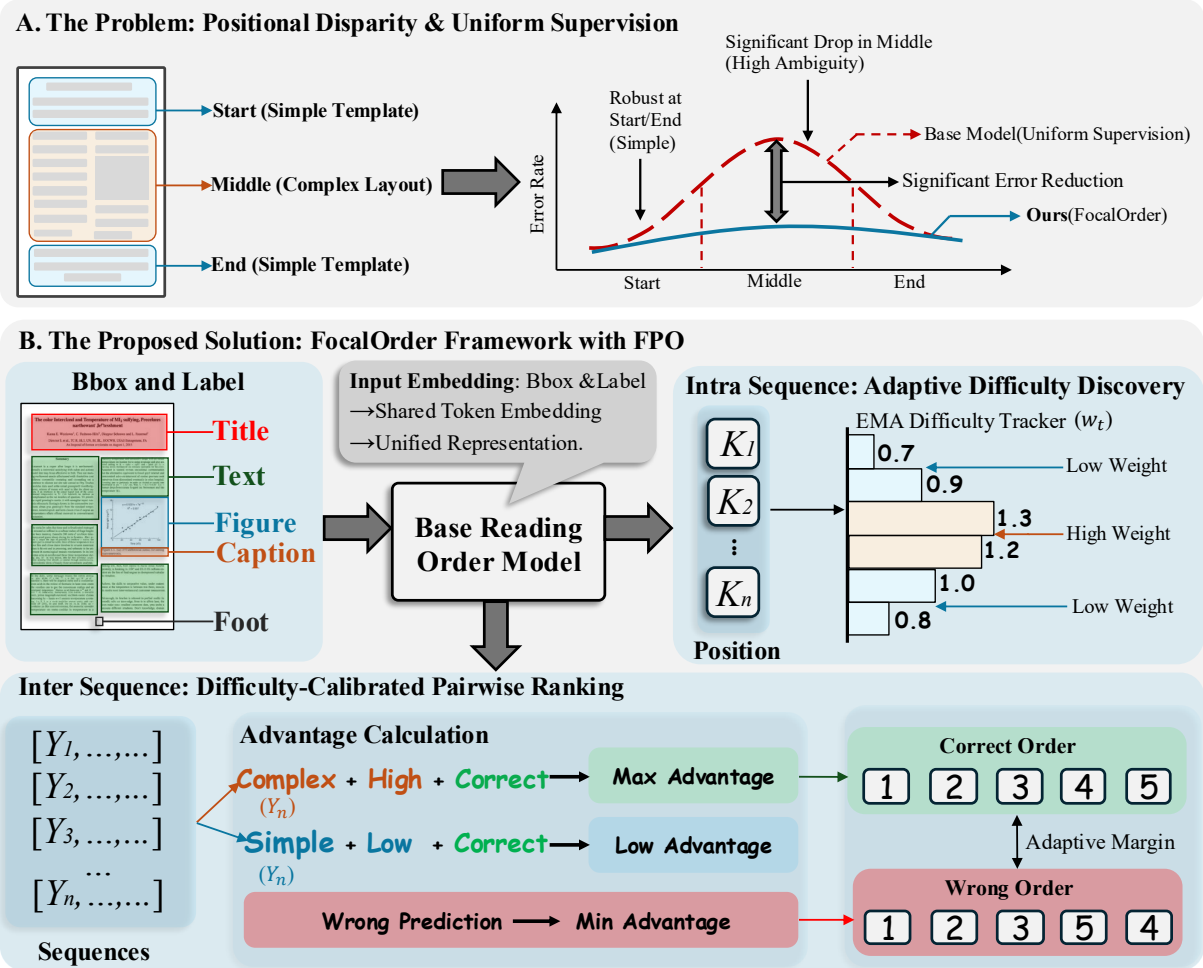 A. The Problem: Positional Disparity & Uniform Supervision
Start (Simple Template)
Middle (Complex Layout)
End (Simple Template)
Error Rate
Robust at
Start/End
(Simple)
Significant Drop in Middle
(High Ambiguity)
Base Model(Uniform Supervision)
Significant Error Reduction
Ours(FocalOrder)
Start
Middle
End
B. The Proposed Solution: FocalOrder Framework with FPO
Bbox and Label
Title
Text
Figure
Caption
Foot
Input Embedding: Bbox &Label
→Shared Token Embedding
→Unified Representation.
Base Reading
Order Model
Intra Sequence: Adaptive Difficulty Discovery
EMA Difficulty Tracker (wₜ)
K1
K2
⋮
Kn
Position
0.7
0.9
1.3
1.2
1.0
0.8
Low Weight
High Weight
Low Weight
Inter Sequence: Difficulty-Calibrated Pairwise Ranking
[Y1, ...,...]
[Y2, ...,...]
[Y3, ...,...]
...
[Yn, ...,...]
Sequences
Advantage Calculation
Complex + High + Correct → Max Advantage
(Yn)
Simple + Low + Correct → Low Advantage
(Yn)
Wrong Prediction → Min Advantage
Correct Order
1 2 3 4 5
Adaptive Margin
Wrong Order
1 2 3 5 4